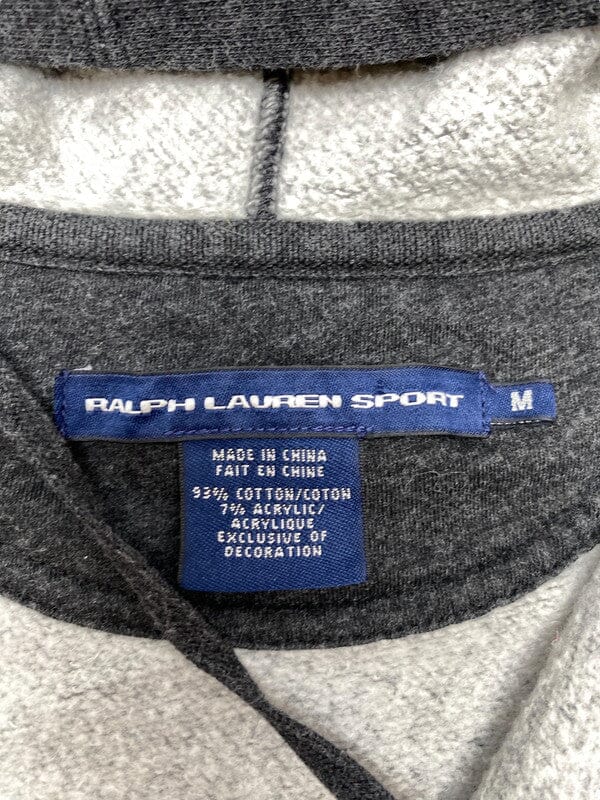 RALPH LAUREN SPORT
M
MADE IN CHINA
FAIT EN CHINE
93% COTTON/COTON
7% ACRYLIC/
ACRYLIQUE
EXCLUSIVE OF
DECORATION